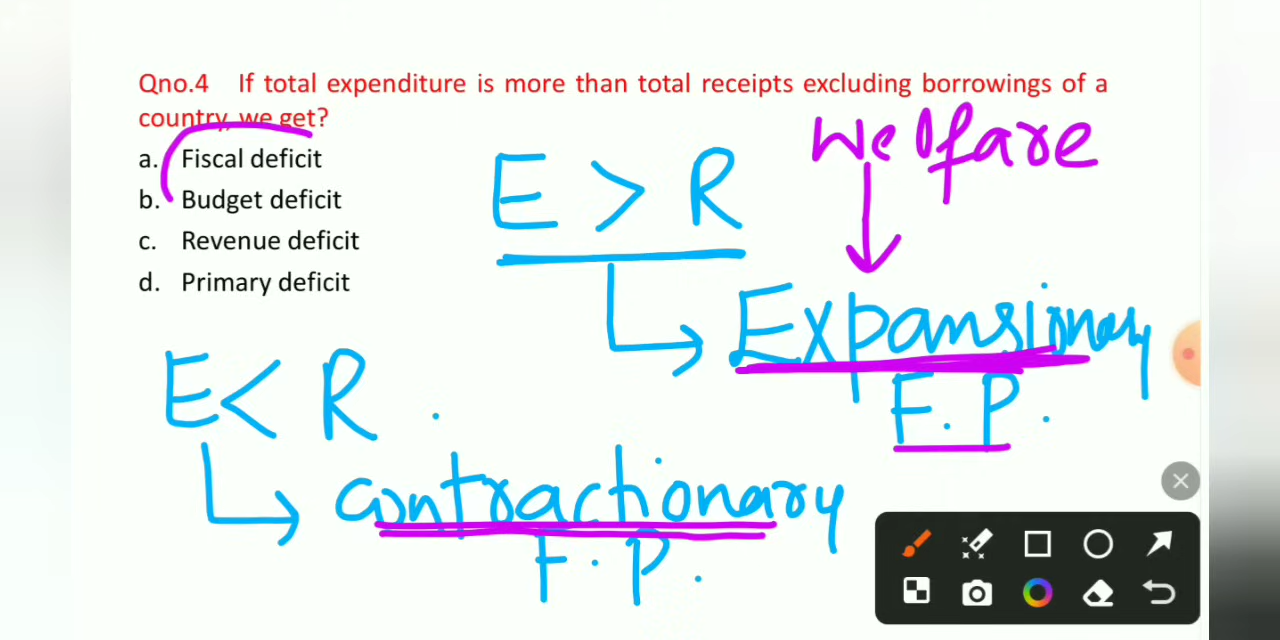 Qno.4 If total expenditure is more than total receipts excluding borrowings of a
country, we get?
a. Fiscal deficit
b. Budget deficit
c. Revenue deficit
d. Primary deficit
Welfare
E > R
Expansionary
F.P.
E < R
contractionary
F.P.